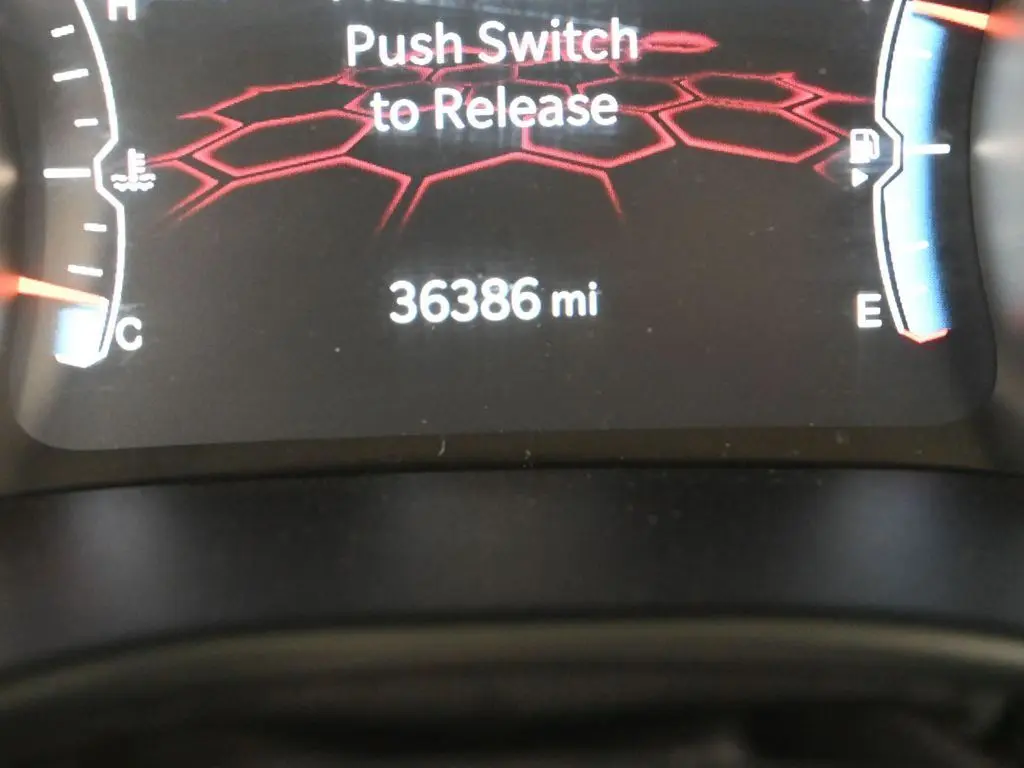 H
Push Switch
to Release
36386 mi
E
C